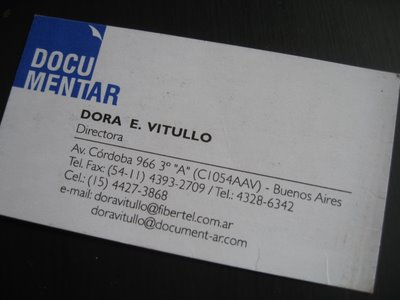 DOCU
MENTAR
DORA E. VITULLO
Directora
Av. Córdoba 966 3º "A" (C1054AAV) - Buenos Aires
Tel. Fax: (54-11) 4393-2709 / Tel.: 4328-6342
Cel.: (15) 4427-3868
e-mail: doravitullo@fibertel.com.ar
doravitullo@document-ar.com